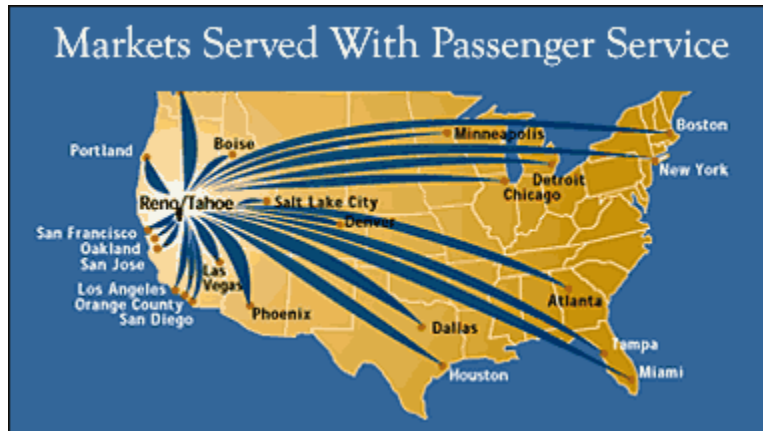 Markets Served With Passenger Service
Boston
Minneapolis
Boise
Portland
New York
Detroit
Chicago
Reno/Tahoe
Salt Lake City
Denver
San Francisco
Oakland
San Jose
Las
Vegas
Los Angeles
Orange County
San Diego
Atlanta
Phoenix
Dallas
Tampa
Houston
Miami